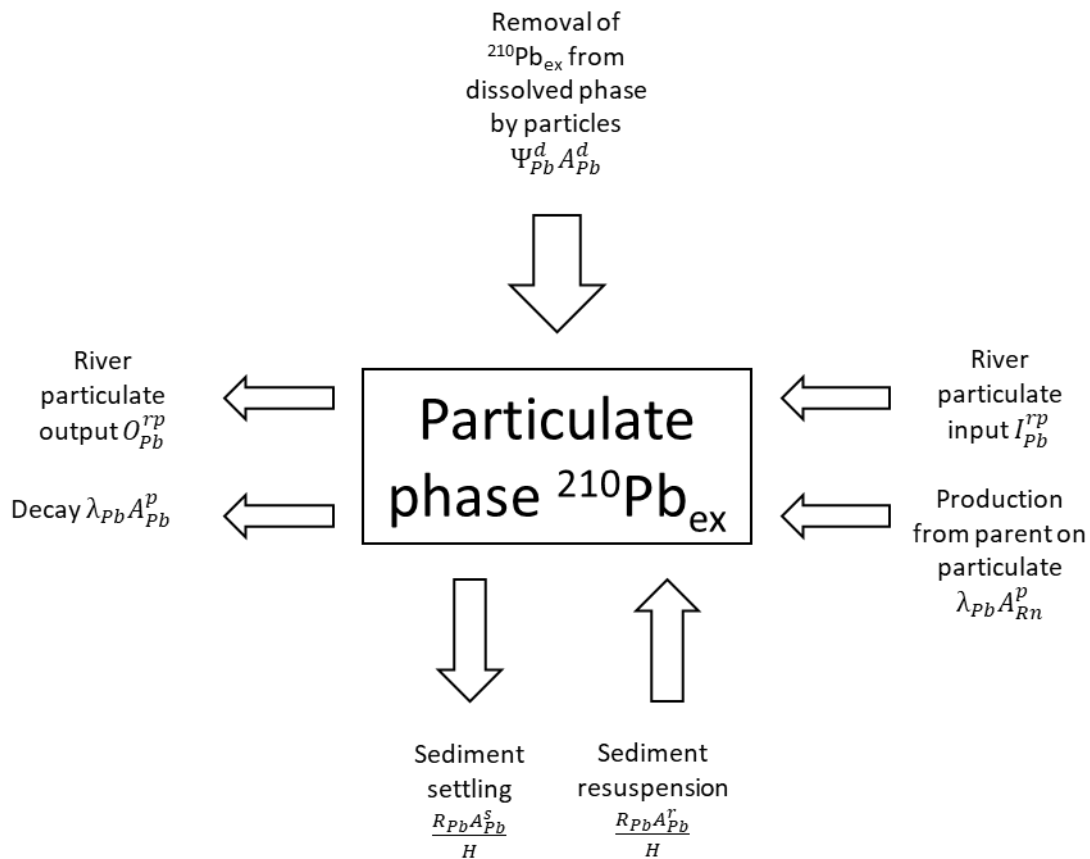 Removal of
²¹⁰Pbₑₓ from
dissolved phase
by particles
Ψ^d_Pb A^d_Pb
River
particulate
output O^rp_Pb
Decay λ_Pb A^p_Pb
Particulate
phase ²¹⁰Pbₑₓ
River
particulate
input I^rp_Pb
Production
from parent on
particulate
λ_Pb A^p_Rn
Sediment
settling
R_Pb A^s_Pb
H
Sediment
resuspension
R_Pb A^r_Pb
H